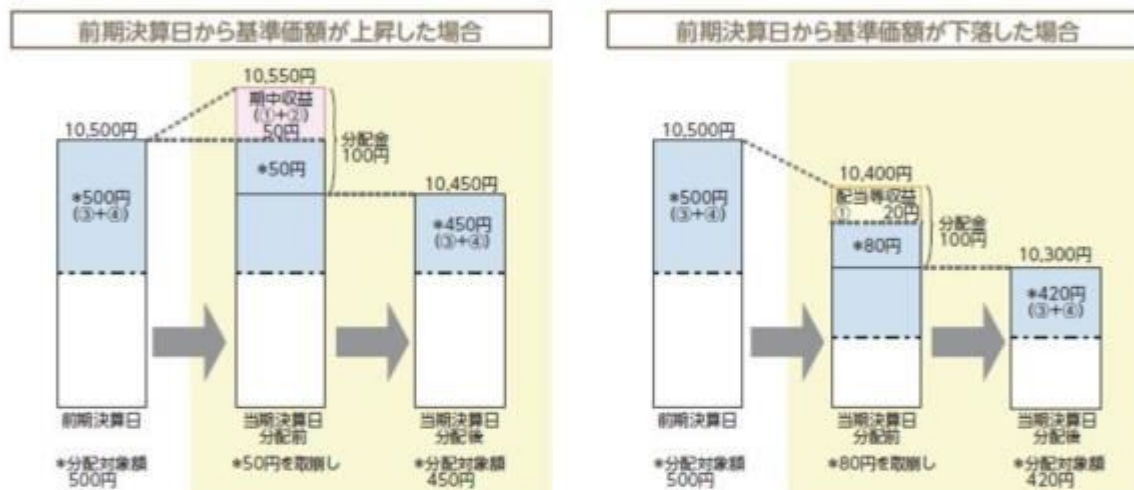 前期決算日から基準価額が上昇した場合
10,550円
期中収益
(①+②)
50円
10,500円
分配金
100円
*50円
*500円
(③+④)
10,450円
*450円
(③+④)
前期決算日
当期決算日
分配前
当期決算日
分配後
*分配対象額
500円
*50円を取崩し
*分配対象額
450円
前期決算日から基準価額が下落した場合
10,500円
10,400円
配当等収益
① 20円
*500円
(③+④)
分配金
100円
*80円
10,300円
*420円
(③+④)
前期決算日
当期決算日
分配前
当期決算日
分配後
*分配対象額
500円
*80円を取崩し
*分配対象額
420円